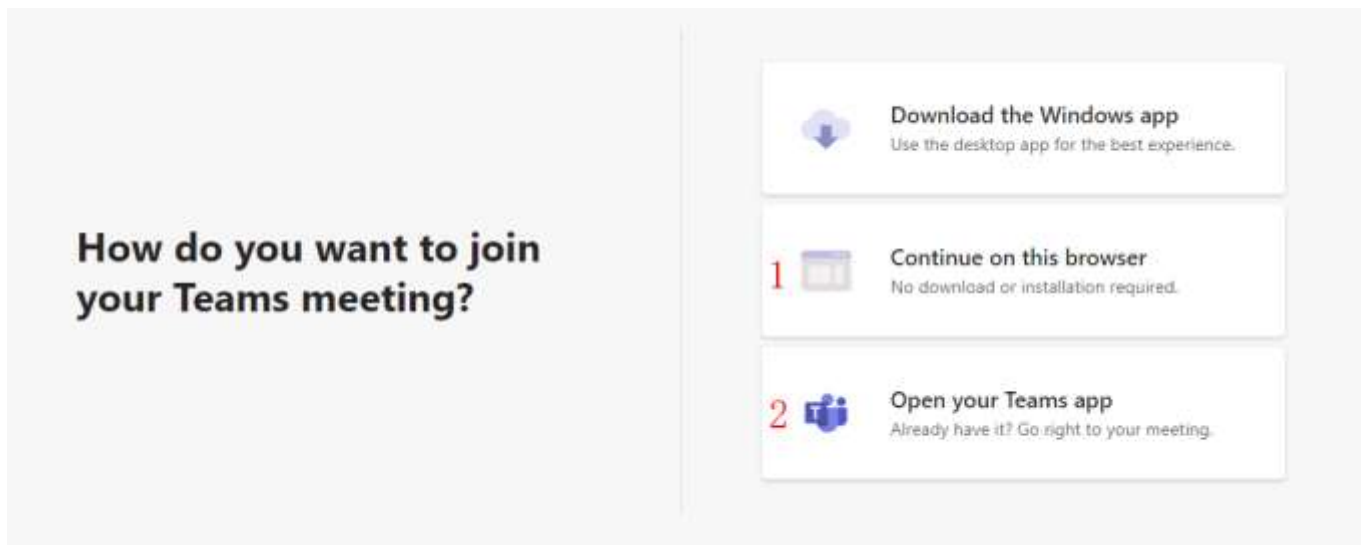 How do you want to join
your Teams meeting?
Download the Windows app
Use the desktop app for the best experience.
1
Continue on this browser
No download or installation required.
2
T
Open your Teams app
Already have it? Go right to your meeting.